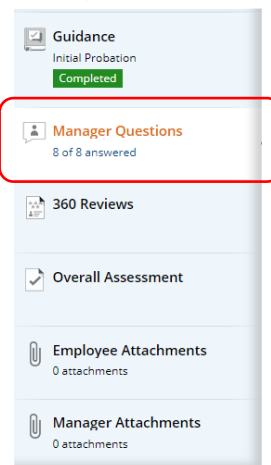 Guidance
Initial Probation
Completed
Manager Questions
8 of 8 answered
360 Reviews
Overall Assessment
Employee Attachments
0 attachments
Manager Attachments
0 attachments